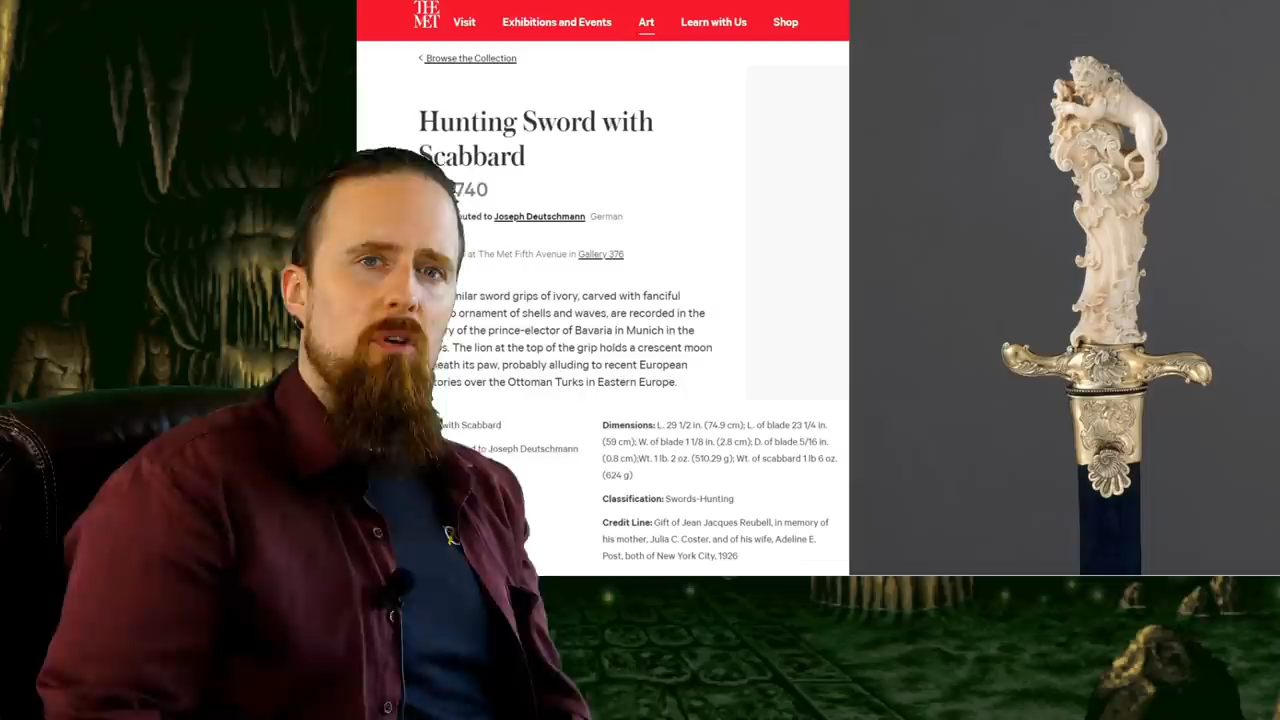 THE
MET
Visit
Exhibitions and Events
Art
Learn with Us
Shop
< Browse the Collection
Hunting Sword with
Scabbard
740
uted to Joseph Deutschmann German
at The Met Fifth Avenue in Gallery 376
ilar sword grips of ivory, carved with fanciful
ornament of shells and waves, are recorded in the
y of the prince-elector of Bavaria in Munich in the
s. The lion at the top of the grip holds a crescent moon
eath its paw, probably alluding to recent European
tories over the Ottoman Turks in Eastern Europe.
with Scabbard
d to Joseph Deutschmann
Dimensions: L. 29 1/2 in. (74.9 cm); L. of blade 23 1/4 in.
(59 cm); W. of blade 1 1/8 in. (2.8 cm); D. of blade 5/16 in.
(0.8 cm);Wt. 1 lb. 2 oz. (510.29 g); Wt. of scabbard 1 lb 6 oz.
(624 g)
Classification: Swords-Hunting
Credit Line: Gift of Jean Jacques Reubell, in memory of
his mother, Julia C. Coster, and of his wife, Adeline E.
Post, both of New York City, 1926